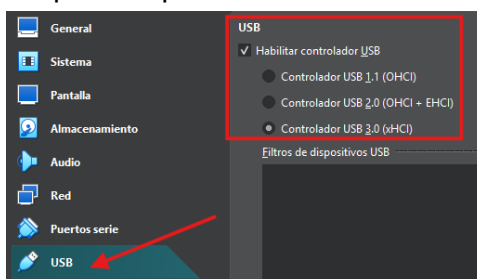 General
Sistema
Pantalla
Almacenamiento
Audio
Red
Puertos serie
USB
USB
Habilitar controlador USB
Controlador USB 1.1 (OHCI)
Controlador USB 2.0 (OHCI + EHCI)
Controlador USB 3.0 (xHCI)
Filtros de dispositivos USB